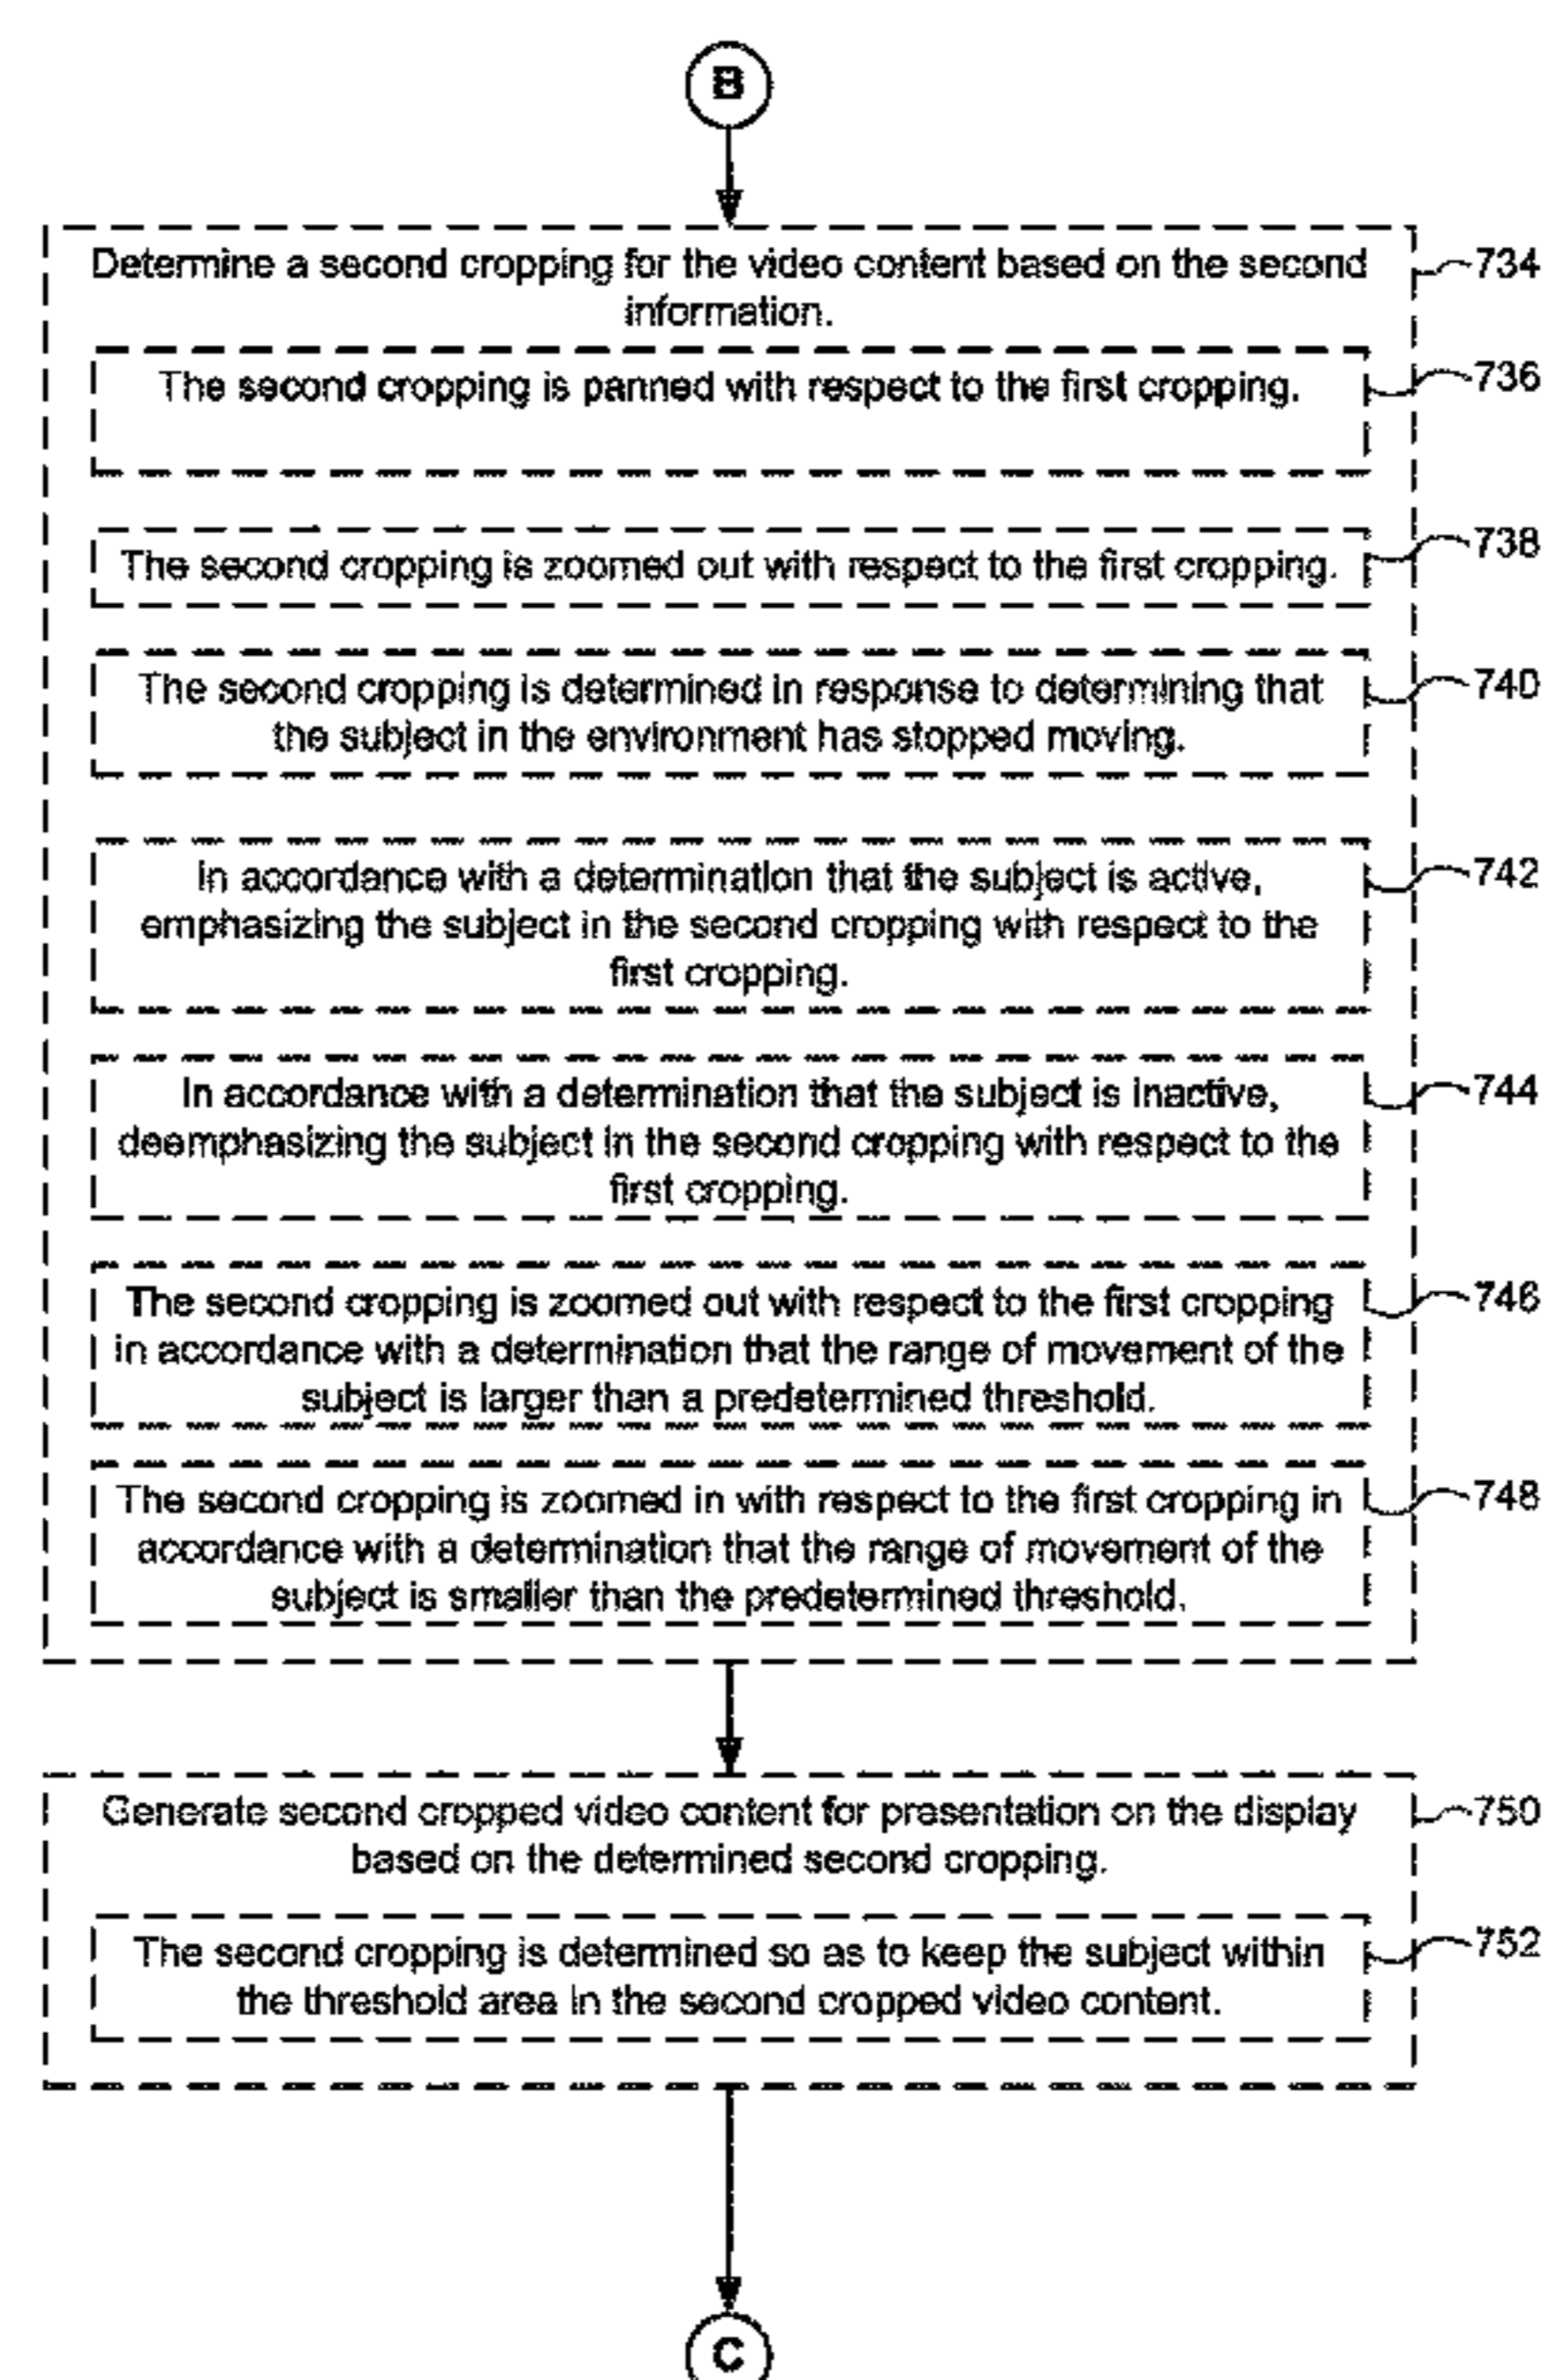 B
Determine a second cropping for the video content based on the second
information.
734
The second cropping is panned with respect to the first cropping.
736
The second cropping is zoomed out with respect to the first cropping.
738
The second cropping is determined in response to determining that
the subject in the environment has stopped moving.
740
In accordance with a determination that the subject is active,
emphasizing the subject in the second cropping with respect to the
first cropping.
742
In accordance with a determination that the subject is inactive,
deemphasizing the subject in the second cropping with respect to the
first cropping.
744
The second cropping is zoomed out with respect to the first cropping
in accordance with a determination that the range of movement of the
subject is larger than a predetermined threshold.
746
The second cropping is zoomed in with respect to the first cropping in
accordance with a determination that the range of movement of the
subject is smaller than the predetermined threshold.
748
Generate second cropped video content for presentation on the display
based on the determined second cropping.
750
The second cropping is determined so as to keep the subject within
the threshold area in the second cropped video content.
752
C